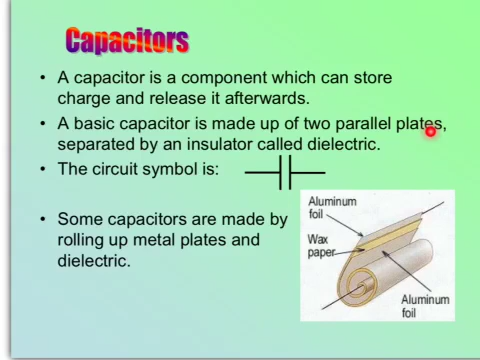 Capacitors
• A capacitor is a component which can store
charge and release it afterwards.
• A basic capacitor is made up of two parallel plates,
separated by an insulator called dielectric.
• The circuit symbol is:
• Some capacitors are made by
rolling up metal plates and
dielectric.
Aluminum
foil
Wax
paper
Aluminum
foil